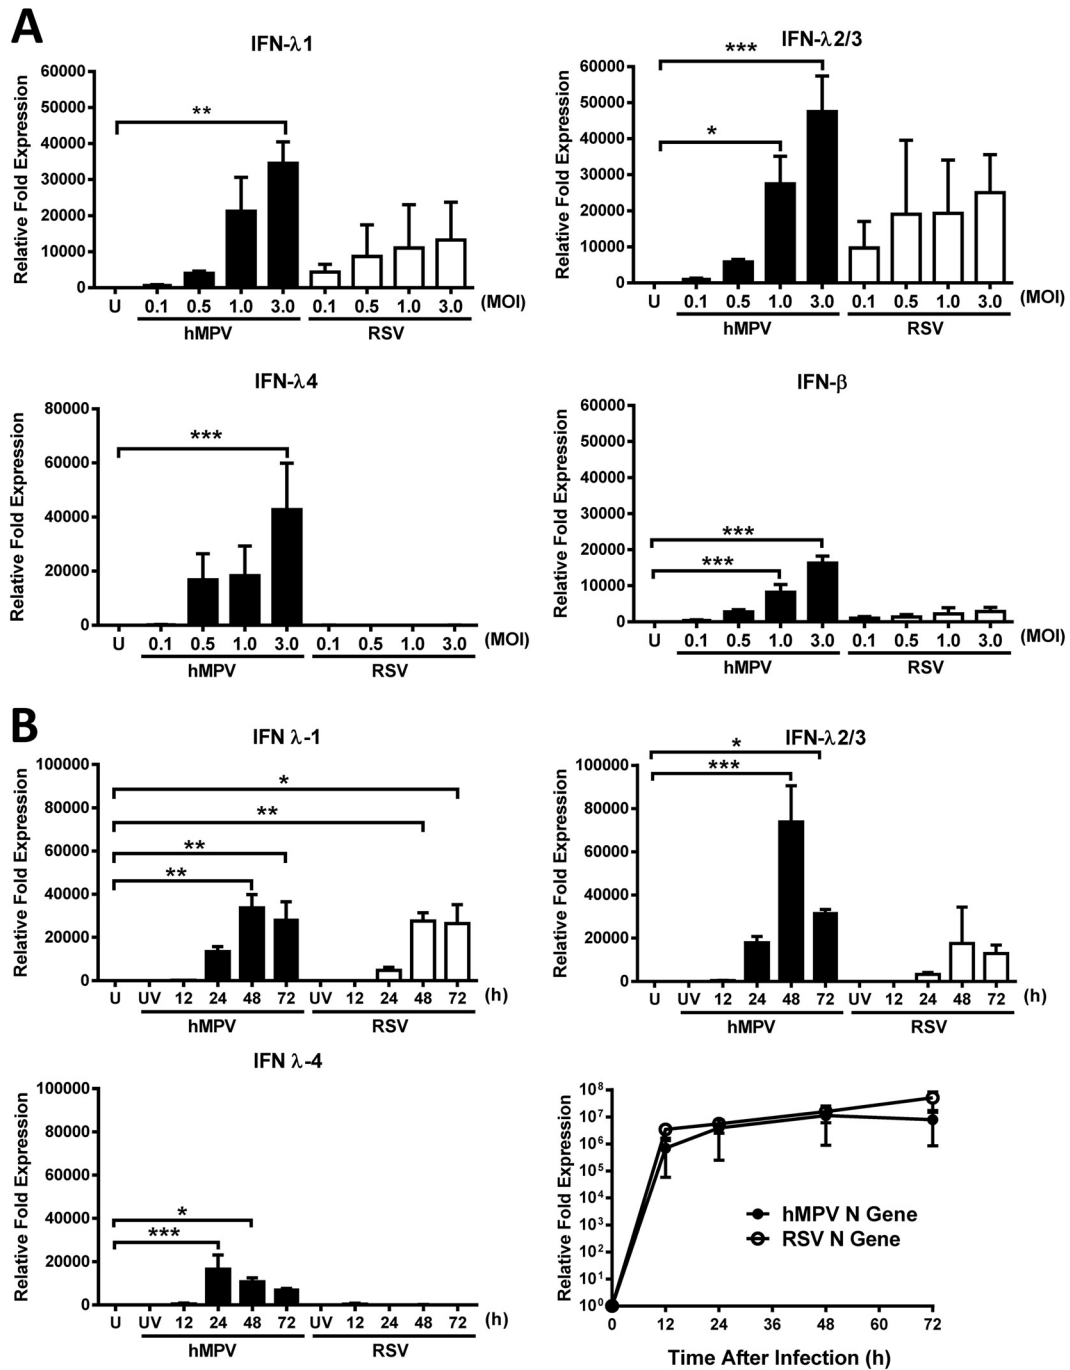 A
IFN-λ1
Relative Fold Expression
60000
50000
40000
30000
20000
10000
0
**
U 0.1 0.5 1.0 3.0 0.1 0.5 1.0 3.0 (MOI)
hMPV RSV
IFN-λ2/3
Relative Fold Expression
60000
50000
40000
30000
20000
10000
0
***
*
U 0.1 0.5 1.0 3.0 0.1 0.5 1.0 3.0 (MOI)
hMPV RSV
IFN-λ4
Relative Fold Expression
80000
60000
40000
20000
0
***
U 0.1 0.5 1.0 3.0 0.1 0.5 1.0 3.0 (MOI)
hMPV RSV
IFN-β
Relative Fold Expression
60000
50000
40000
30000
20000
10000
0
***
***
U 0.1 0.5 1.0 3.0 0.1 0.5 1.0 3.0 (MOI)
hMPV RSV
B
IFN λ-1
Relative Fold Expression
100000
80000
60000
40000
20000
0
*
**
**
**
U UV 12 24 48 72 UV 12 24 48 72 (h)
hMPV RSV
IFN-λ2/3
Relative Fold Expression
100000
80000
60000
40000
20000
0
*
***
U UV 12 24 48 72 UV 12 24 48 72 (h)
hMPV RSV
IFN λ-4
Relative Fold Expression
100000
80000
60000
40000
20000
0
*
***
U UV 12 24 48 72 UV 12 24 48 72 (h)
hMPV RSV
Relative Fold Expression
10⁸
10⁷
10⁶
10⁵
10⁴
10³
10²
10¹
10⁰
hMPV N Gene
RSV N Gene
0 12 24 36 48 60 72
Time After Infection (h)